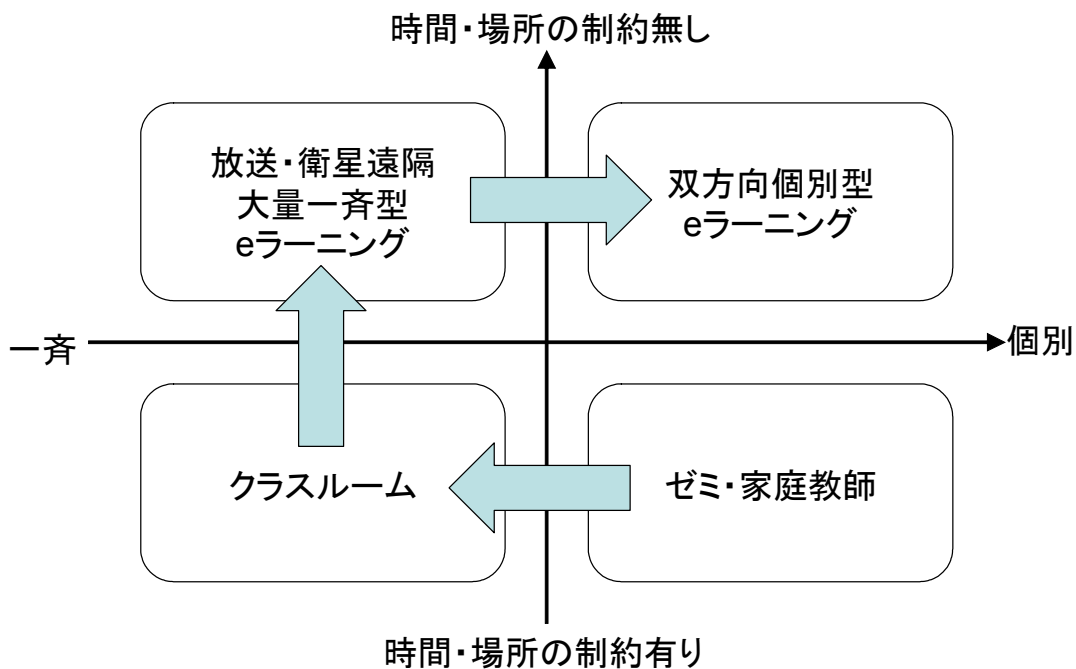 時間・場所の制約無し
放送・衛星遠隔
大量一斉型
eラーニング
双方向個別型
eラーニング
一斉
個別
クラスルーム
ゼミ・家庭教師
時間・場所の制約有り